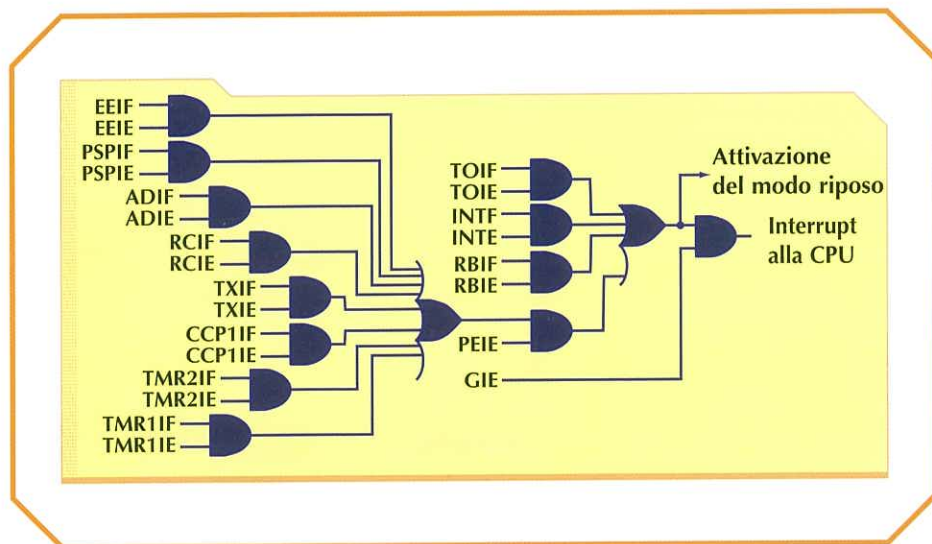 EEIF
EEIE
PSPIF
PSPIE
ADIF
ADIE
RCIF
RCIE
TXIF
TXIE
CCP1IF
CCP1IE
TMR2IF
TMR2IE
TMR1IF
TMR1IE
TOIF
TOIE
INTF
INTE
RBIF
RBIE
PEIE
GIE
Attivazione
del modo riposo
Interrupt
alla CPU